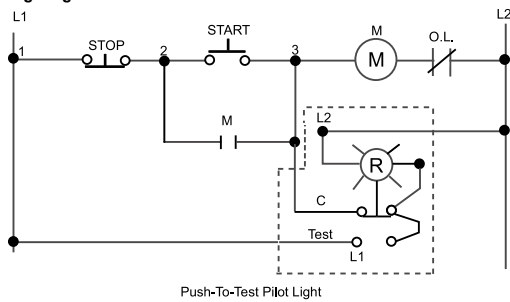 L1
L2
STOP
START
M
O.L.
1
2
3
M
M
L2
R
C
Test
L1
Push-To-Test Pilot Light